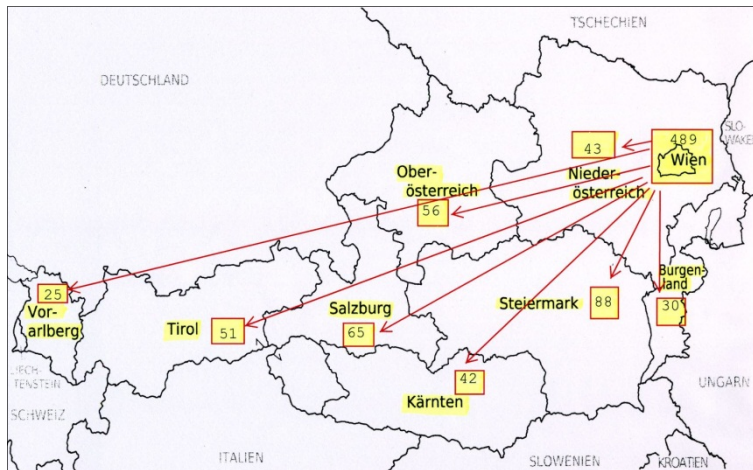 TSCHECHIEN
DEUTSCHLAND
SLO-
WAKEI
489
Wien
43
Nieder-
österreich
Ober-
österreich
56
25
Vor-
arlberg
Tirol
51
Salzburg
65
Steiermark
88
Burgen-
land
30
42
Kärnten
LIECH-
TENSTEIN
SCHWEIZ
ITALIEN
SLOWENIEN
KROATIEN
UNGARN